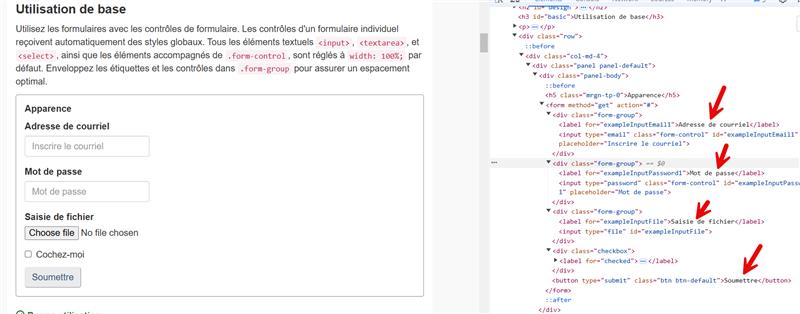 Utilisation de base
Utilisez les formulaires avec les contrôles de formulaire. Les contrôles d'un formulaire individuel
reçoivent automatiquement des styles globaux. Tous les éléments textuels <input>, <textarea>, et
<select>, ainsi que les éléments accompagnés de .form-control, sont réglés à width: 100%; par
défaut. Enveloppez les étiquettes et les contrôles dans .form-group pour assurer un espacement
optimal.
Apparence
Adresse de courriel
Inscrire le courriel
Mot de passe
Mot de passe
Saisie de fichier
Choose file No file chosen
Cochez-moi
Soumettre
<h3 id="basic">Utilisation de base</h3>
<p>⋯</p>
<div class="row">
::before
<div class="col-md-4">
<div class="panel panel-default">
<div class="panel-body">
::before
<h5 class="mrgn-tp-0">Apparence</h5>
<form method="get" action="#">
<div class="form-group">
<label for="exampleInputEmail1">Adresse de courriel</label>
<input type="email" class="form-control" id="exampleInputEmail1"
placeholder="Inscrire le courriel">
</div>
<div class="form-group"> == $0
<label for="exampleInputPassword1">Mot de passe</label>
<input type="password" class="form-control" id="exampleInputPass
1" placeholder="Mot de passe">
</div>
<div class="form-group">
<label for="exampleInputFile">Saisie de fichier</label>
<input type="file" id="exampleInputFile">
</div>
<div class="checkbox">
<label for="checked">⋯</label>
</div>
<button type="submit" class="btn btn-default">Soumettre</button>
</form>
::after
</div>